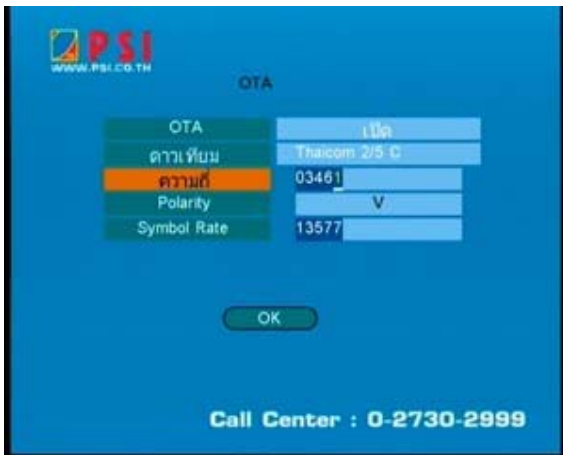 PSI
WWW.PSI.CO.TH
OTA
OTA เปิด
ดาวเทียม Thaicom 2/5 C
ความถี่ 03461
Polarity V
Symbol Rate 13577
OK
Call Center : 0-2730-2999